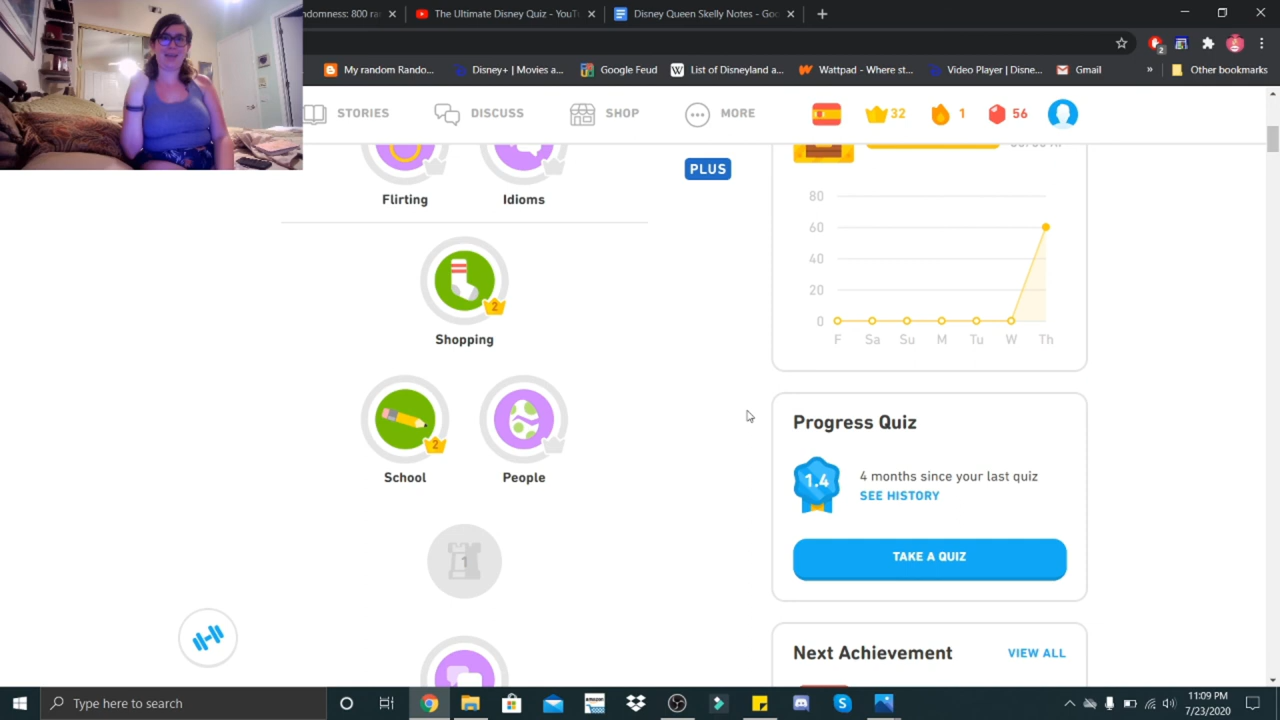 ndomness: 800 ra
The Ultimate Disney Quiz - YouT
Disney Queen Skelly Notes - Goo
2
My random Rando...
Disney+ | Movies a...
Google Feud
List of Disneyland a...
Wattpad - Where st...
Video Player | Disne...
Gmail
»
Other bookmarks
STORIES
DISCUSS
SHOP
MORE
32
1
56
PLUS
Flirting
Idioms
2
Shopping
2
School
People
1
80
60
40
20
0
F Sa Su M Tu W Th
Progress Quiz
1.4
4 months since your last quiz
SEE HISTORY
TAKE A QUIZ
Next Achievement
VIEW ALL
Type here to search
amazon
11:09 PM
7/23/2020